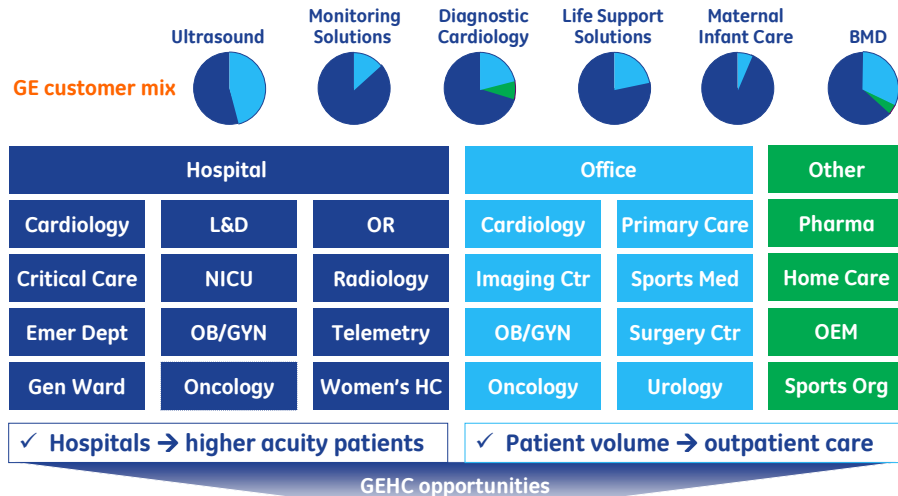 Ultrasound
Monitoring
Solutions
Diagnostic
Cardiology
Life Support
Solutions
Maternal
Infant Care
BMD
GE customer mix
Hospital
Office
Other
Cardiology
L&D
OR
Cardiology
Primary Care
Pharma
Critical Care
NICU
Radiology
Imaging Ctr
Sports Med
Home Care
Emer Dept
OB/GYN
Telemetry
OB/GYN
Surgery Ctr
OEM
Gen Ward
Oncology
Women's HC
Oncology
Urology
Sports Org
✓ Hospitals → higher acuity patients
✓ Patient volume → outpatient care
GEHC opportunities